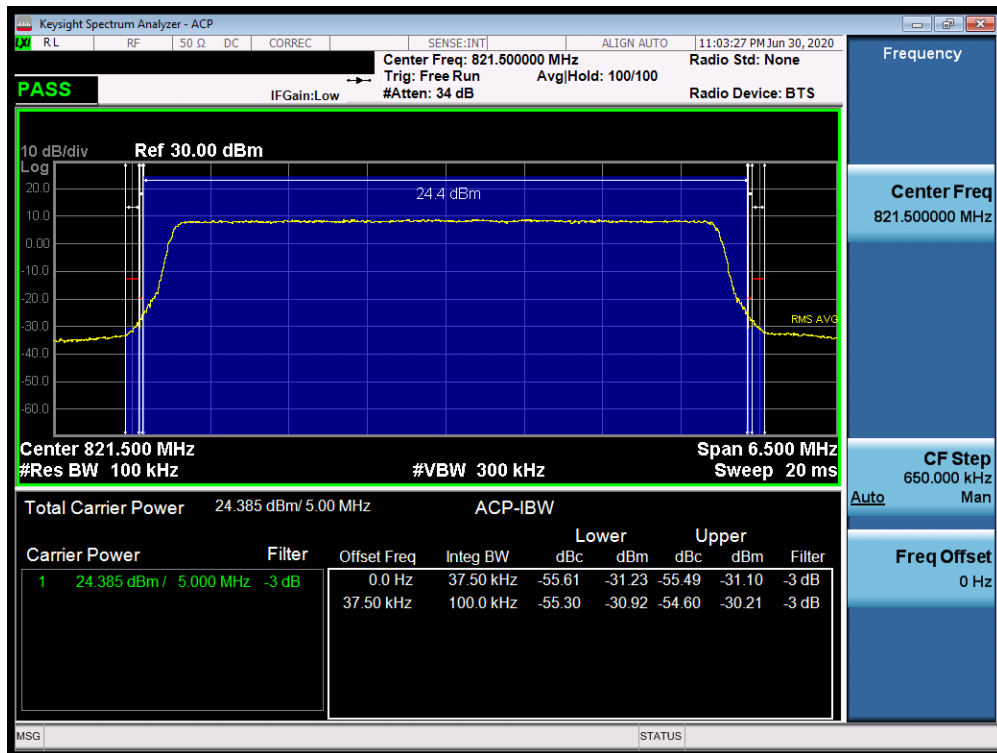 Keysight Spectrum Analyzer - ACP
LXI RL RF 50 Ω DC CORREC SENSE:INT ALIGN AUTO 11:03:27 PM Jun 30, 2020
Center Freq: 821.500000 MHz Radio Std: None
Trig: Free Run Avg|Hold: 100/100
PASS IFGain:Low #Atten: 34 dB Radio Device: BTS
Frequency
10 dB/div Ref 30.00 dBm
Log
20.0
10.0
0.00
-10.0
-20.0
-30.0
-40.0
-50.0
-60.0
24.4 dBm
RMS AVG
Center 821.500 MHz Span 6.500 MHz
#Res BW 100 kHz #VBW 300 kHz Sweep 20 ms
Total Carrier Power 24.385 dBm/ 5.00 MHz ACP-IBW
Lower Upper
Carrier Power Filter Offset Freq Integ BW dBc dBm dBc dBm Filter
1 24.385 dBm / 5.000 MHz -3 dB 0.0 Hz 37.50 kHz -55.61 -31.23 -55.49 -31.10 -3 dB
37.50 kHz 100.0 kHz -55.30 -30.92 -54.60 -30.21 -3 dB
Center Freq
821.500000 MHz
CF Step
650.000 kHz
Auto Man
Freq Offset
0 Hz
MSG STATUS